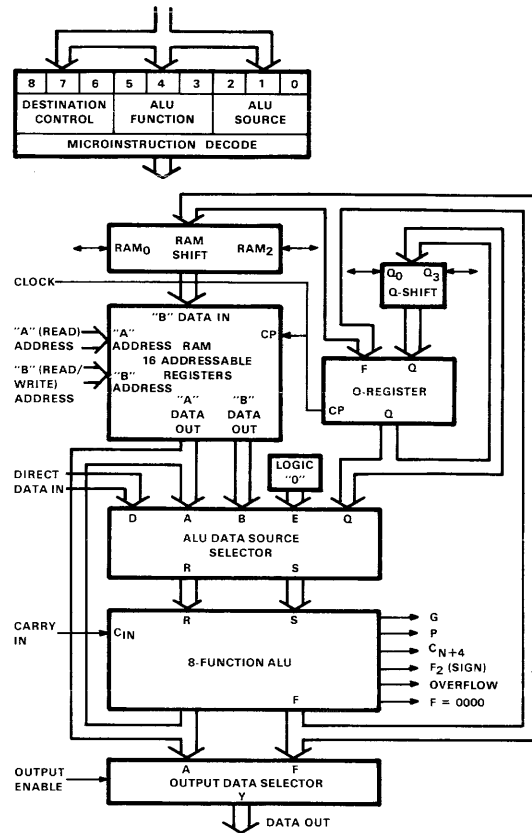 8 7 6 5 4 3 2 1 0
DESTINATION CONTROL
ALU FUNCTION
ALU SOURCE
MICROINSTRUCTION DECODE
RAM0 RAM SHIFT RAM2
Q0 Q3
Q-SHIFT
CLOCK
"B" DATA IN
"A" (READ) ADDRESS
"A" ADDRESS
RAM 16 ADDRESSABLE REGISTERS
CP
"B" (READ/ WRITE) ADDRESS
"B" ADDRESS
"A" DATA OUT
"B" DATA OUT
F Q
O-REGISTER
CP Q
LOGIC "0"
DIRECT DATA IN
D A B E Q
ALU DATA SOURCE SELECTOR
R S
R S
CARRY IN
CIN
8-FUNCTION ALU
F
G
P
CN+4
F2 (SIGN)
OVERFLOW
F = 0000
A F
OUTPUT ENABLE
OUTPUT DATA SELECTOR
Y
DATA OUT